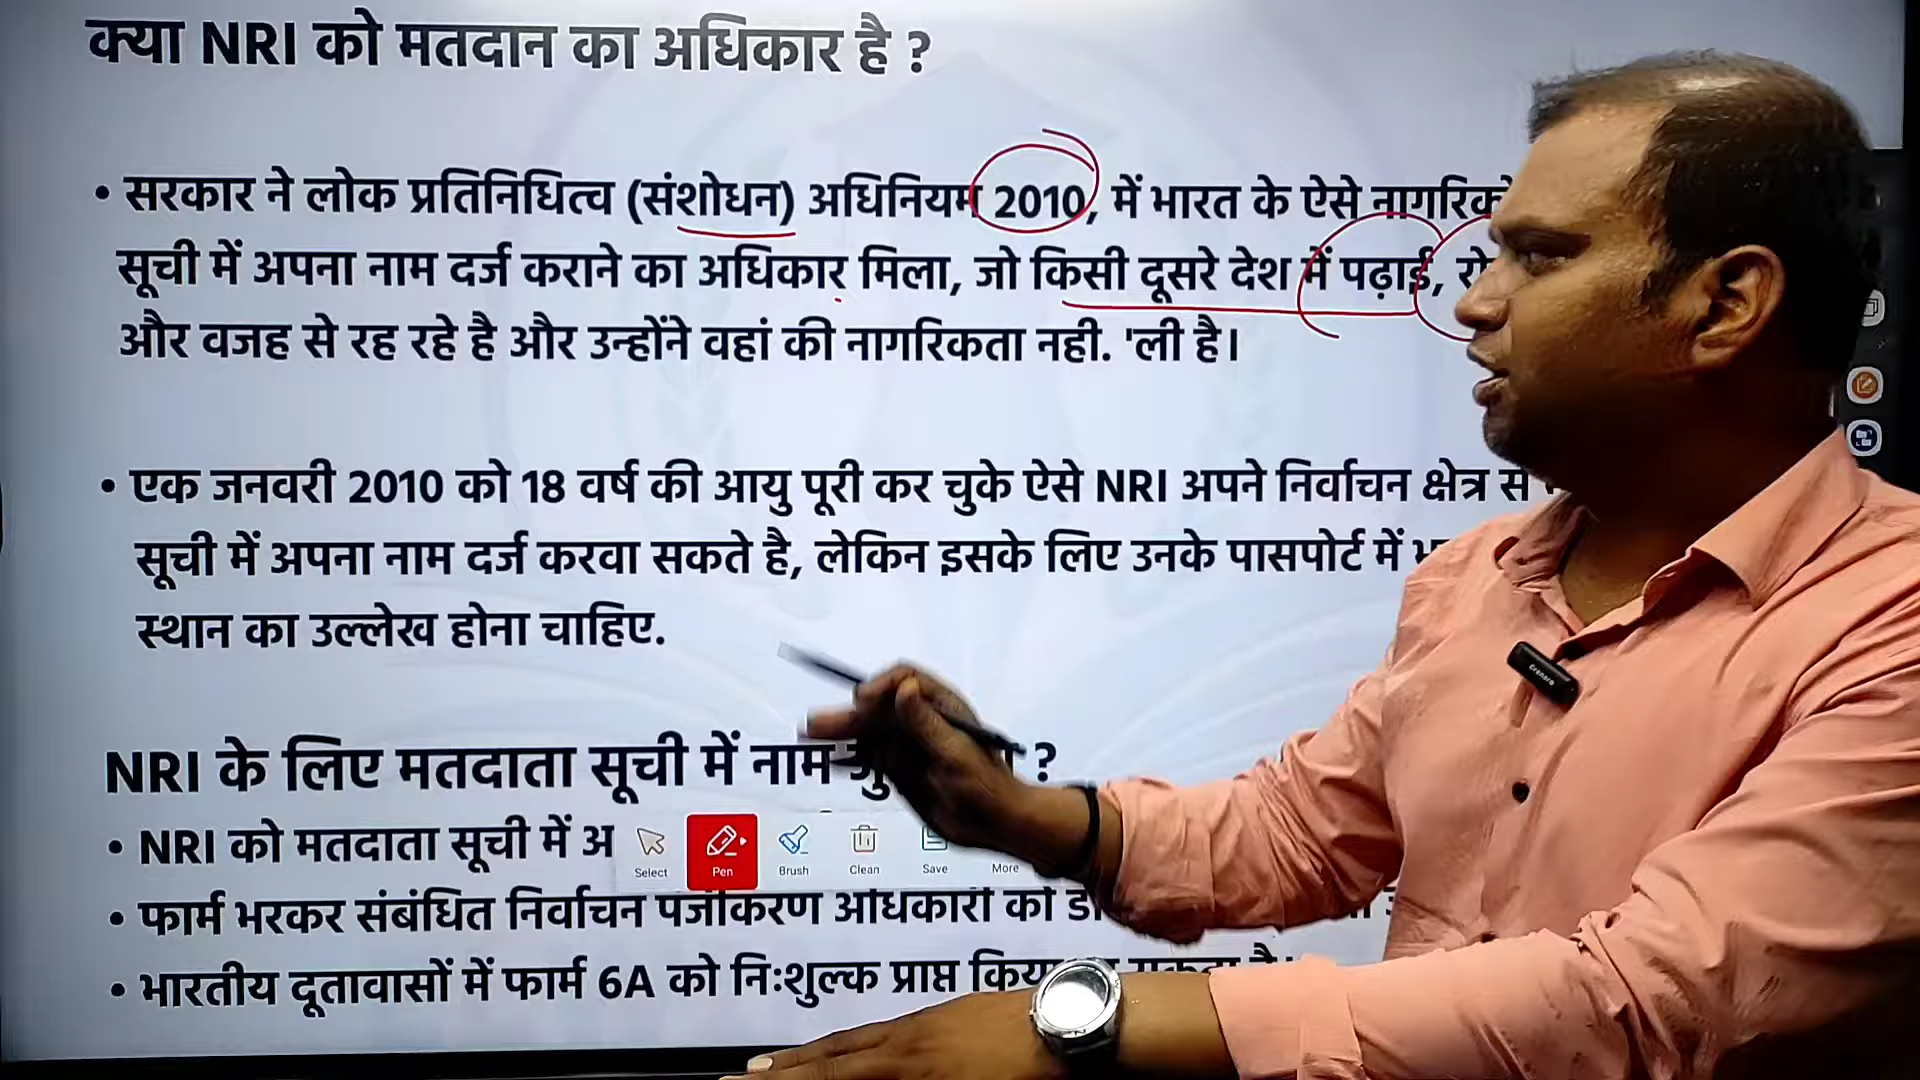 क्या NRI को मतदान का अधिकार है ?
• सरकार ने लोक प्रतिनिधित्व (संशोधन) अधिनियम 2010, में भारत के ऐसे
सूची में अपना नाम दर्ज कराने का अधिकार मिला, जो किसी दूसरे देश में पढ़ाई,
और वजह से रह रहे है और उन्होंने वहां की नागरिकता नही. 'ली है।
• एक जनवरी 2010 को 18 वर्ष की आयु पूरी कर चुके ऐसे NRI अपने निर्वाचन क्षेत्र से
सूची में अपना नाम दर्ज करवा सकते है, लेकिन इसके लिए उनके पासपोर्ट में
स्थान का उल्लेख होना चाहिए.
NRI के लिए मतदाता सूची में नाम ?
• NRI को मतदाता सूची में
Select Pen Brush Clean Save More
• फार्म भरकर संबंधित निर्वाचन पंजीकरण अधिकारी को
• भारतीय दूतावासों में फार्म 6A को निःशुल्क प्राप्त